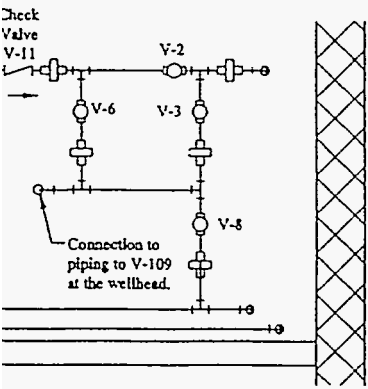 Check
Valve
V-11
V-2
V-6
V-3
V-8
Connection to
piping to V-109
at the wellhead.